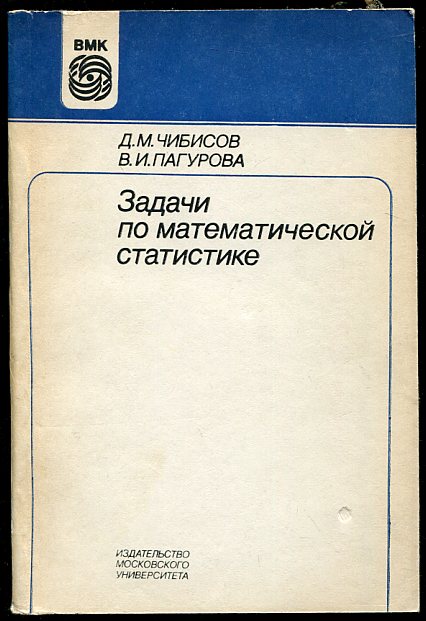 ВМК
Д.М.ЧИБИСОВ
В.И.ПАГУРОВА
Задачи
по математической
статистике
ИЗДАТЕЛЬСТВО
МОСКОВСКОГО
УНИВЕРСИТЕТА